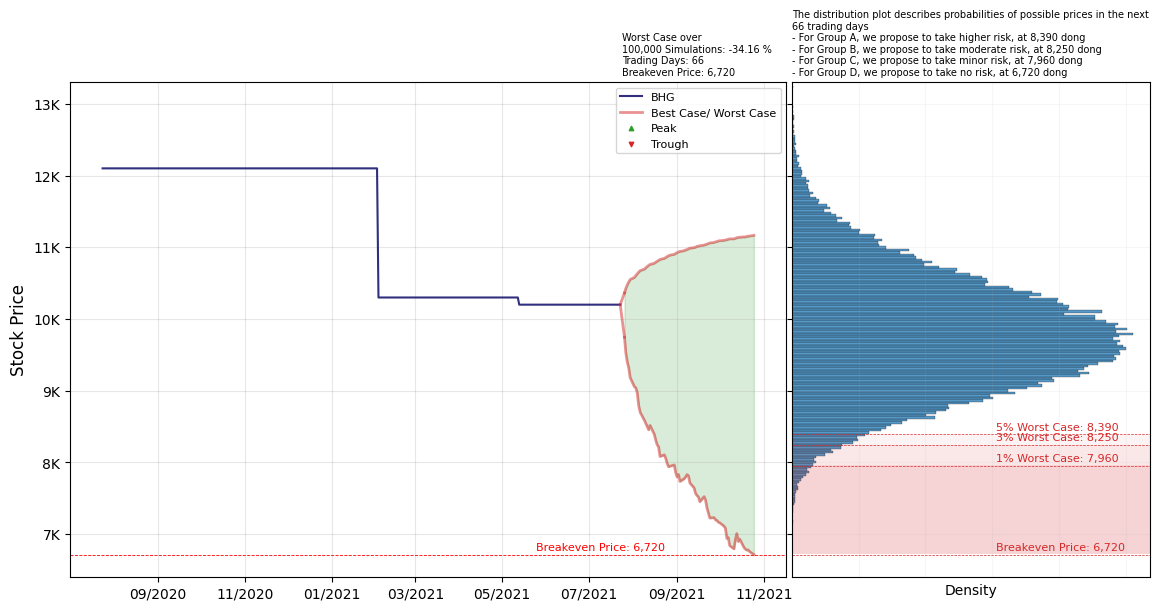 The distribution plot describes probabilities of possible prices in the next
66 trading days
- For Group A, we propose to take higher risk, at 8,390 dong
- For Group B, we propose to take moderate risk, at 8,250 dong
- For Group C, we propose to take minor risk, at 7,960 dong
- For Group D, we propose to take no risk, at 6,720 dong
Worst Case over
100,000 Simulations: -34.16 %
Trading Days: 66
Breakeven Price: 6,720
BHG
Best Case/ Worst Case
Peak
Trough
Stock Price
13K
12K
11K
10K
9K
8K
7K
Breakeven Price: 6,720
5% Worst Case: 8,390
3% Worst Case: 8,250
1% Worst Case: 7,960
Breakeven Price: 6,720
09/2020
11/2020
01/2021
03/2021
05/2021
07/2021
09/2021
11/2021
Density